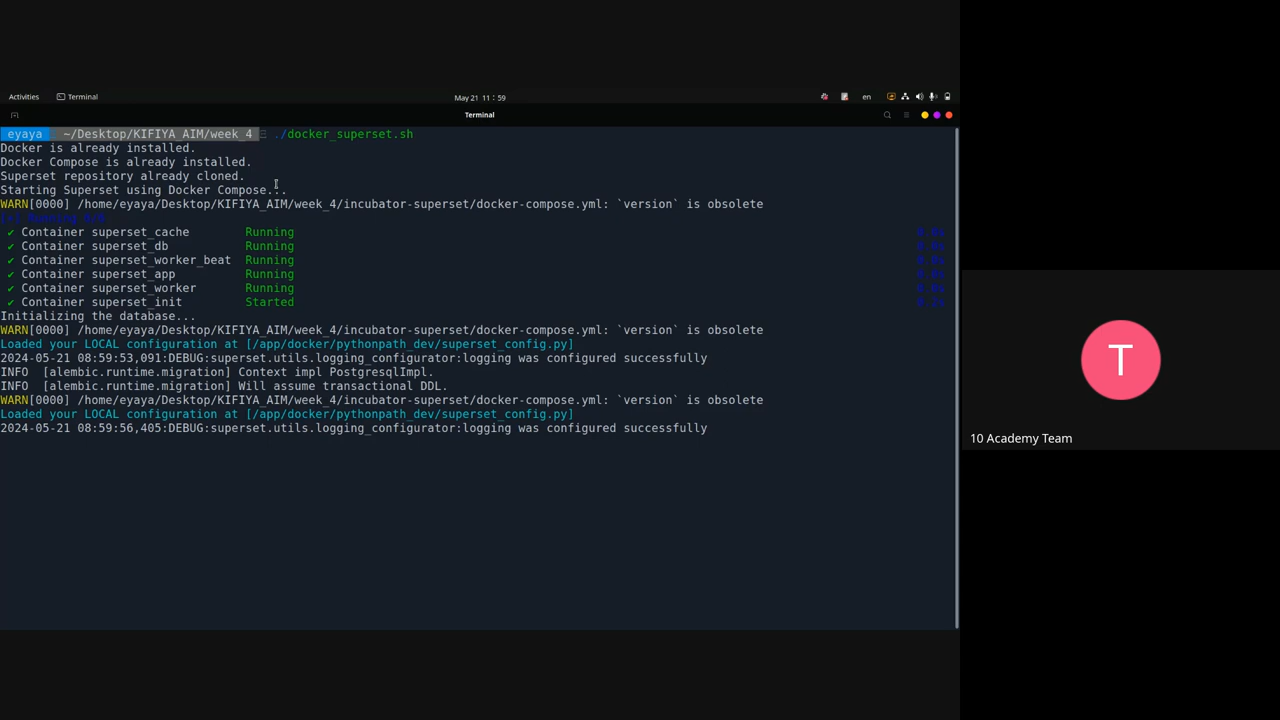 Activities
Terminal
May 21 11:59
en
Terminal
eyaya ~/Desktop/KIFIYA_AIM/week_4 ./docker_superset.sh
Docker is already installed.
Docker Compose is already installed.
Superset repository already cloned.
Starting Superset using Docker Compose...
WARN[0000] /home/eyaya/Desktop/KIFIYA_AIM/week_4/incubator-superset/docker-compose.yml: `version` is obsolete
✔ Container superset_cache Running
✔ Container superset_db Running
✔ Container superset_worker_beat Running
✔ Container superset_app Running
✔ Container superset_worker Running
✔ Container superset_init Started
Initializing the database...
WARN[0000] /home/eyaya/Desktop/KIFIYA_AIM/week_4/incubator-superset/docker-compose.yml: `version` is obsolete
Loaded your LOCAL configuration at [/app/docker/pythonpath_dev/superset_config.py]
2024-05-21 08:59:53,091:DEBUG:superset.utils.logging_configurator:logging was configured successfully
INFO [alembic.runtime.migration] Context impl PostgresqlImpl.
INFO [alembic.runtime.migration] Will assume transactional DDL.
WARN[0000] /home/eyaya/Desktop/KIFIYA_AIM/week_4/incubator-superset/docker-compose.yml: `version` is obsolete
Loaded your LOCAL configuration at [/app/docker/pythonpath_dev/superset_config.py]
2024-05-21 08:59:56,405:DEBUG:superset.utils.logging_configurator:logging was configured successfully
T
10 Academy Team